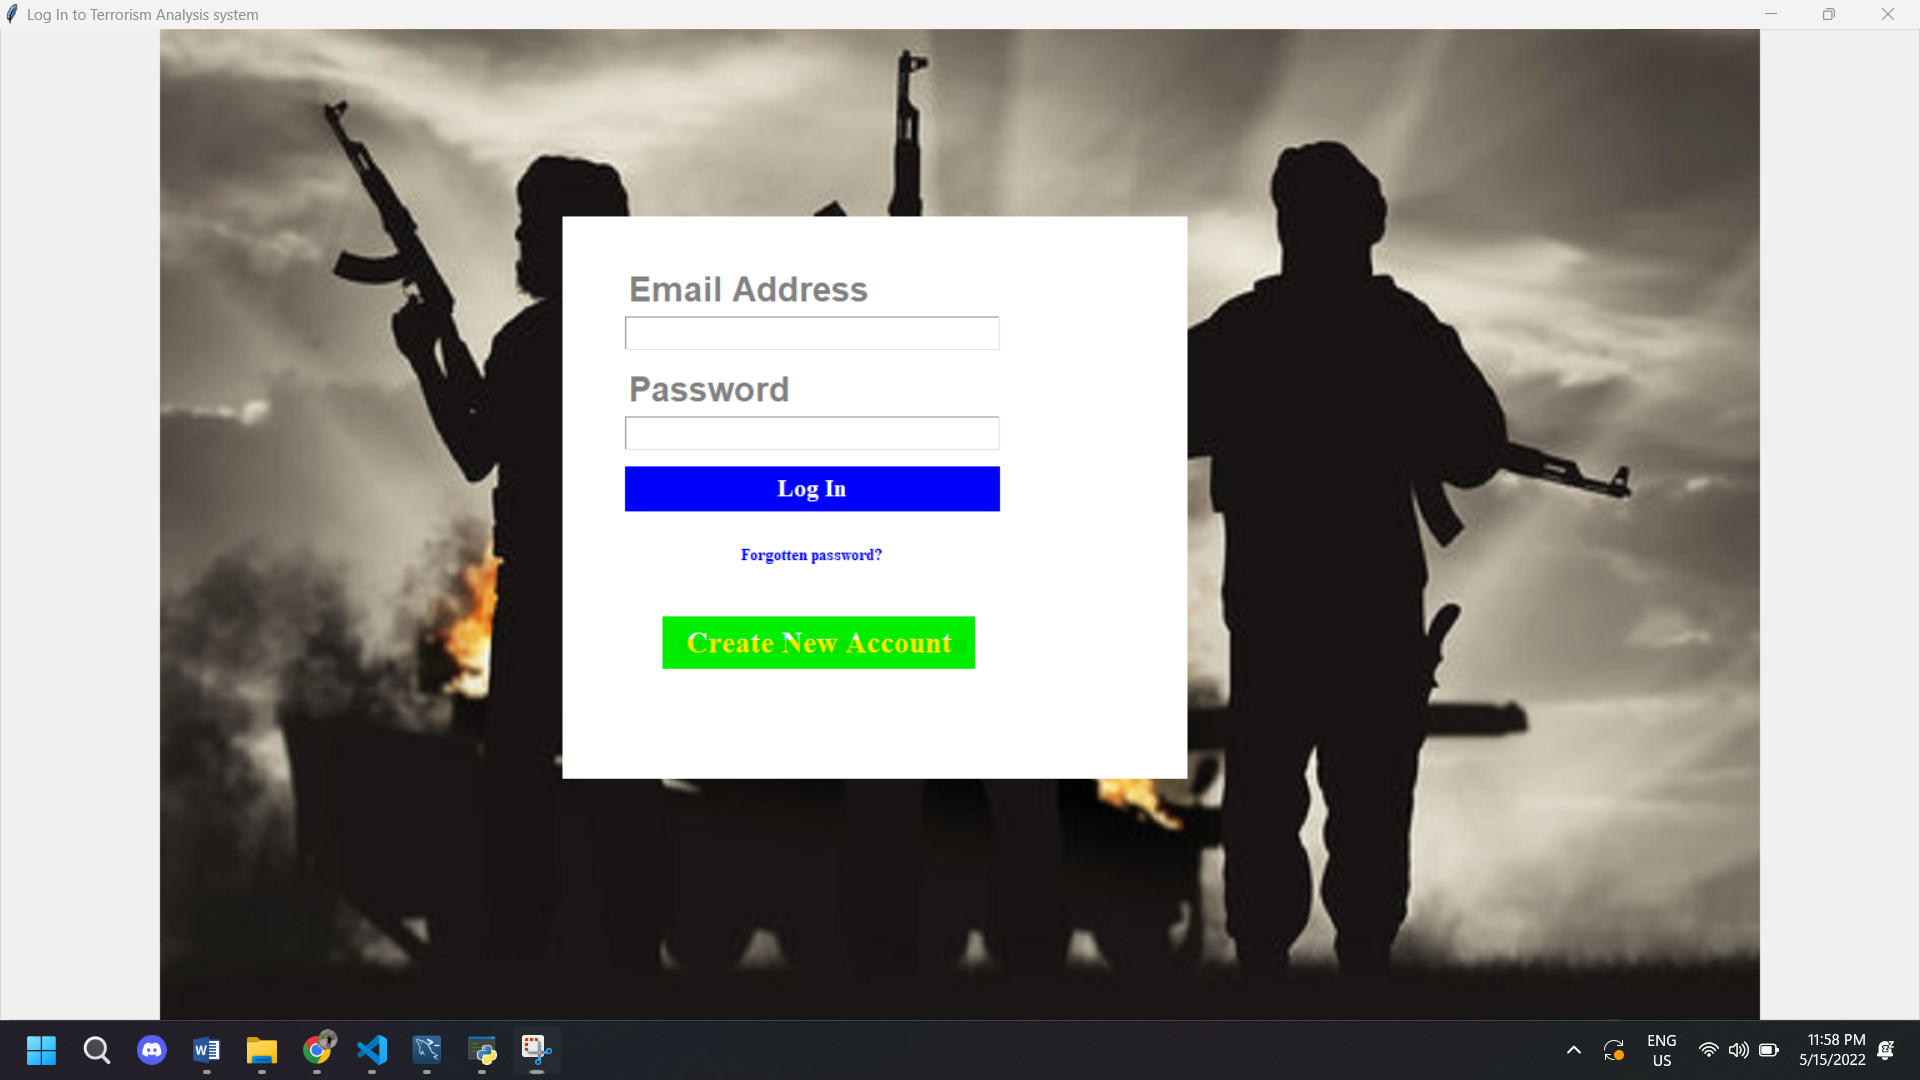 Log In to Terrorism Analysis system
Email Address
Password
Log In
Forgotten password?
Create New Account
ENG
US
11:58 PM
5/15/2022